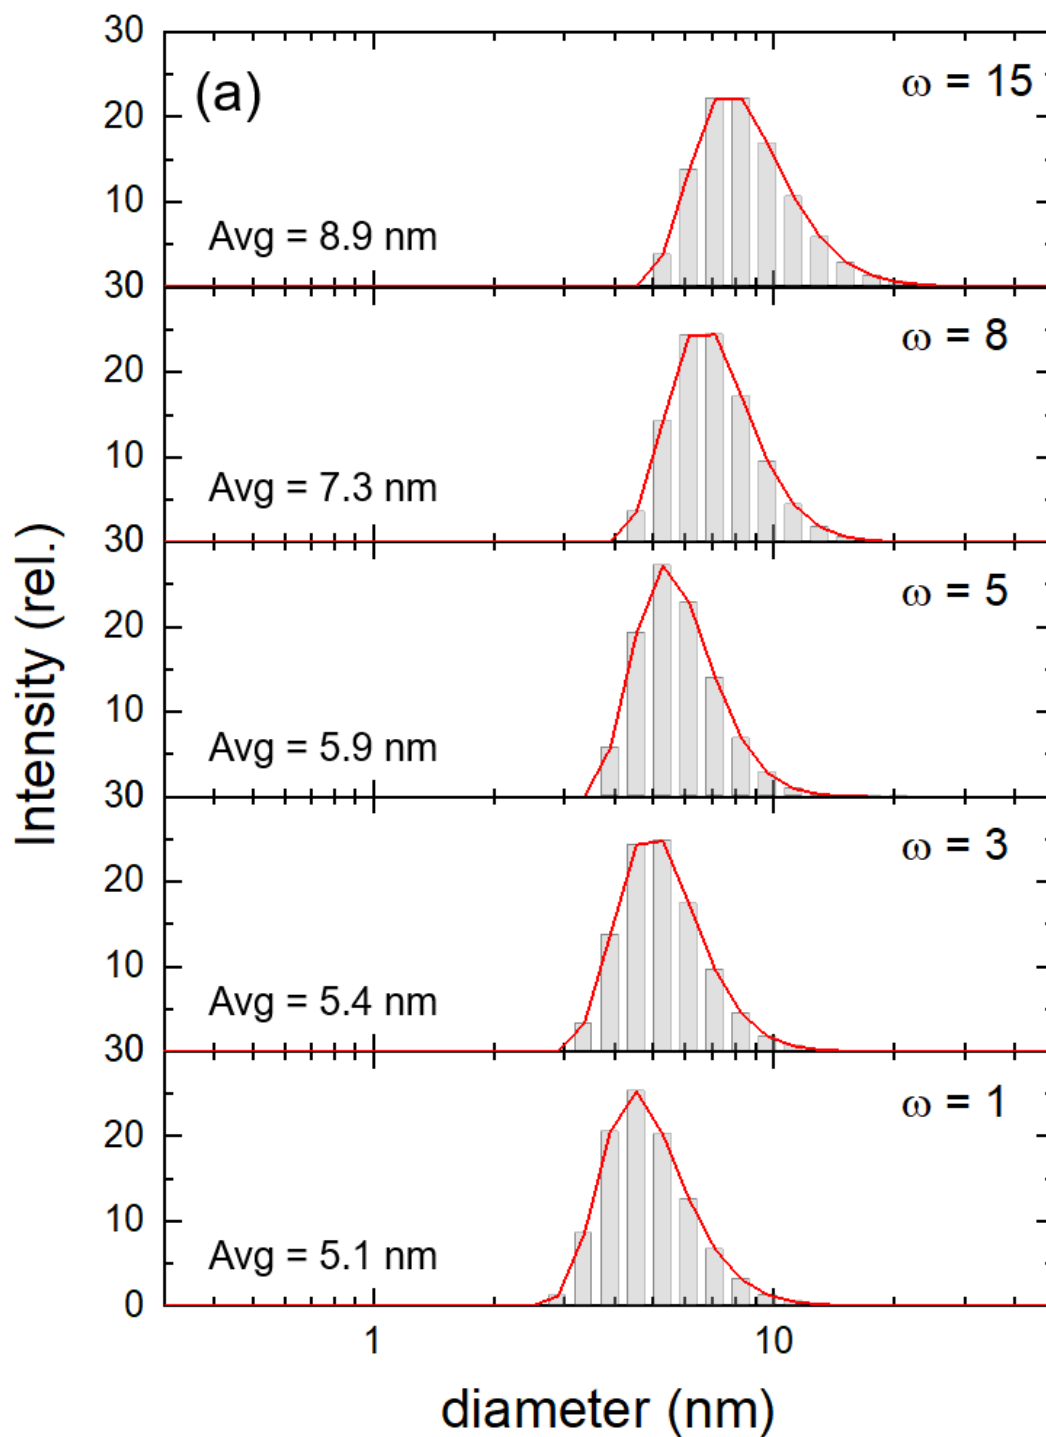 30
(a)
ω = 15
20
10
Avg = 8.9 nm
30
ω = 8
20
10
Avg = 7.3 nm
30
ω = 5
20
10
Avg = 5.9 nm
30
ω = 3
20
10
Avg = 5.4 nm
30
ω = 1
20
10
Avg = 5.1 nm
0
1 10
diameter (nm)
Intensity (rel.)